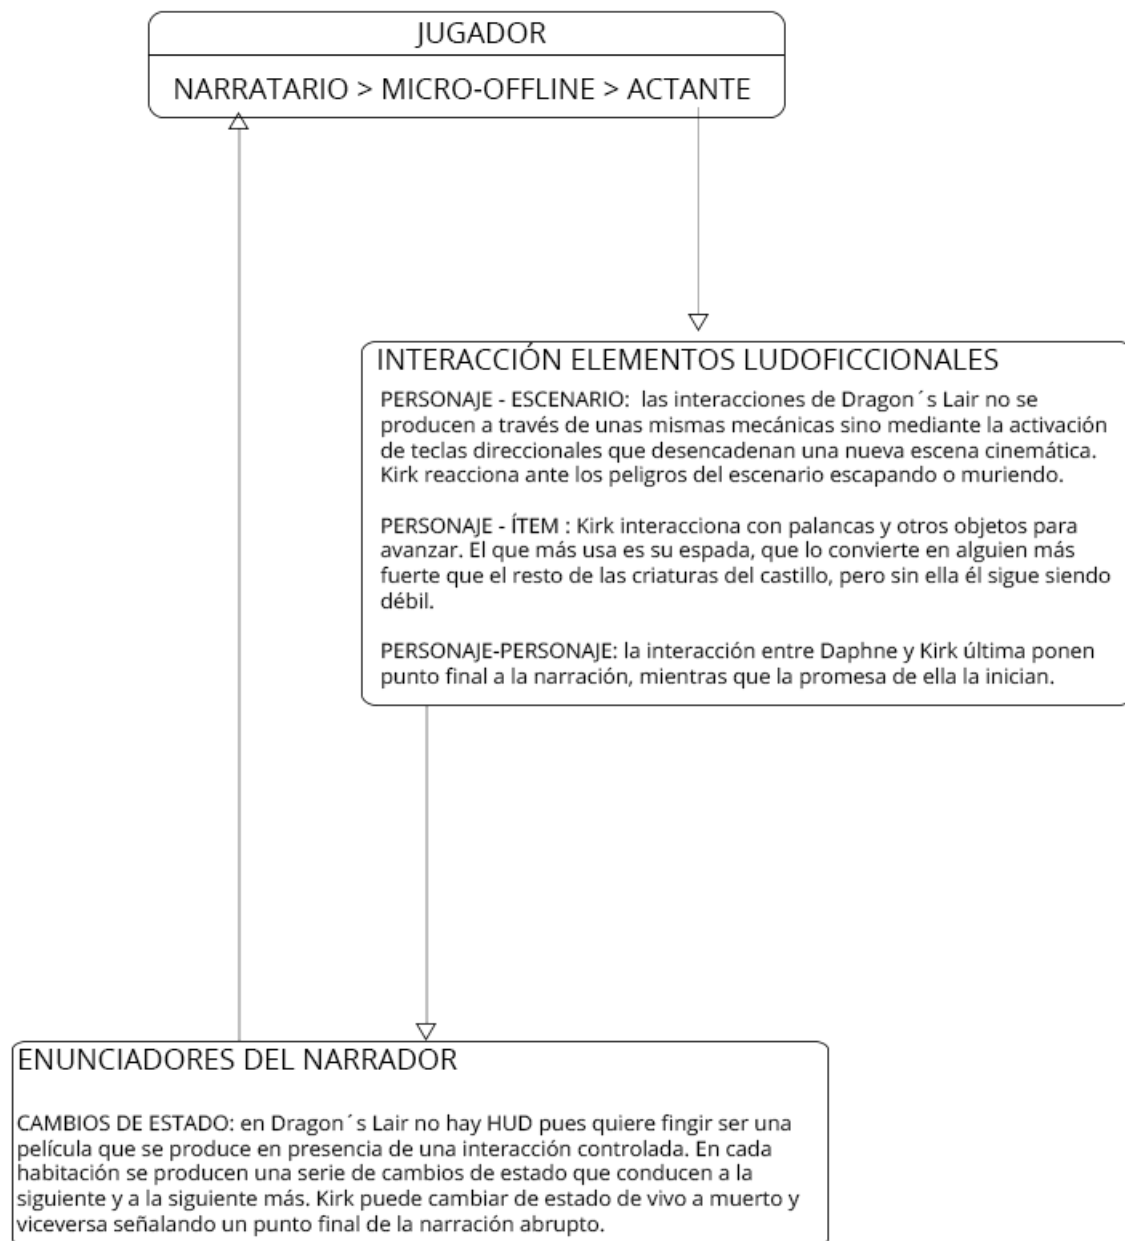 JUGADOR
NARRATARIO > MICRO-OFFLINE > ACTANTE
INTERACCIÓN ELEMENTOS LUDOFICCIONALES
PERSONAJE - ESCENARIO: las interacciones de Dragon´s Lair no se
producen a través de unas mismas mecánicas sino mediante la activación
de teclas direccionales que desencadenan una nueva escena cinemática.
Kirk reacciona ante los peligros del escenario escapando o muriendo.
PERSONAJE - ÍTEM : Kirk interacciona con palancas y otros objetos para
avanzar. El que más usa es su espada, que lo convierte en alguien más
fuerte que el resto de las criaturas del castillo, pero sin ella él sigue siendo
débil.
PERSONAJE-PERSONAJE: la interacción entre Daphne y Kirk última ponen
punto final a la narración, mientras que la promesa de ella la inician.
ENUNCIADORES DEL NARRADOR
CAMBIOS DE ESTADO: en Dragon´s Lair no hay HUD pues quiere fingir ser una
película que se produce en presencia de una interacción controlada. En cada
habitación se producen una serie de cambios de estado que conducen a la
siguiente y a la siguiente más. Kirk puede cambiar de estado de vivo a muerto y
viceversa señalando un punto final de la narración abrupto.